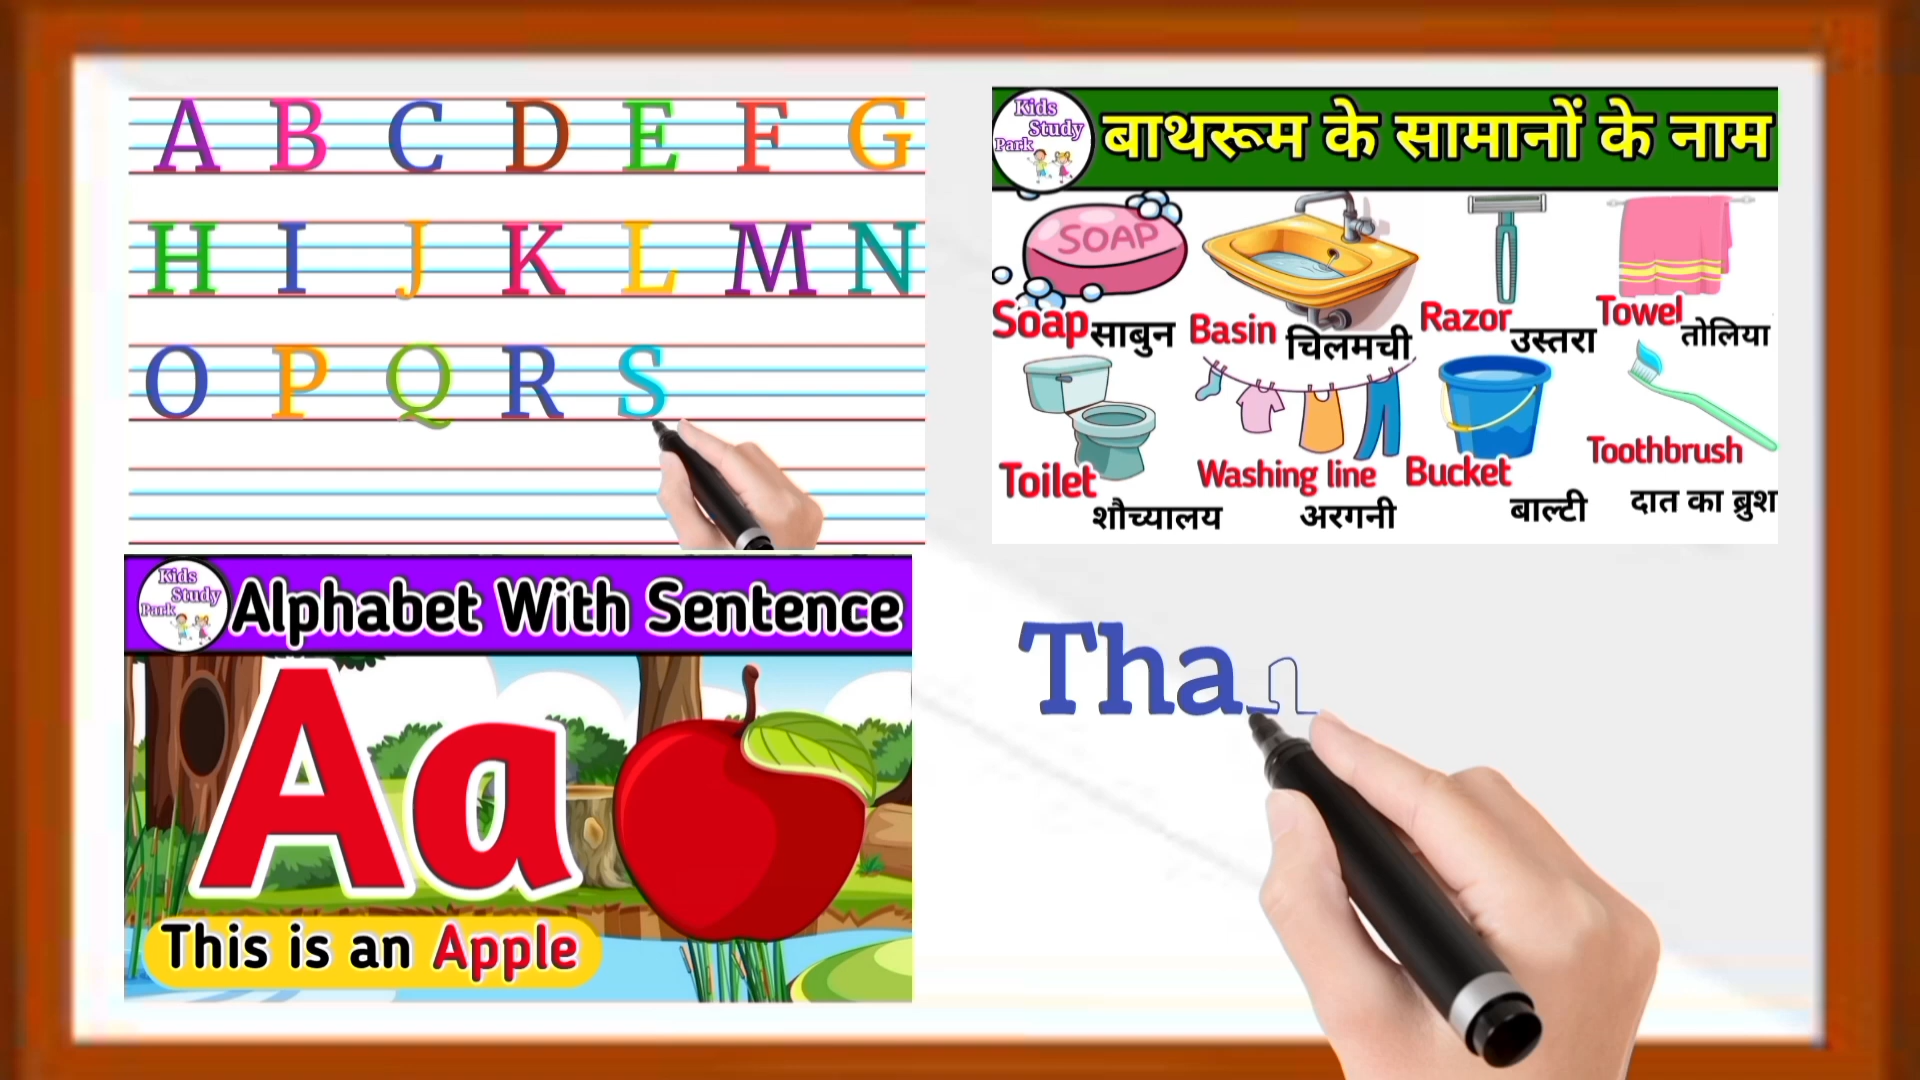 A B C D E F G
H I J K L M N
O P Q R S
Kids
Study
Park
बाथरूम के सामानों के नाम
SOAP
Soap साबुन
Basin चिलमची
Razor उस्तरा
Towel तोलिया
Toilet शौच्यालय
Washing line अरगनी
Bucket बाल्टी
Toothbrush दात का ब्रुश
Kids
Study
Park
Alphabet With Sentence
Aa
This is an Apple
Than